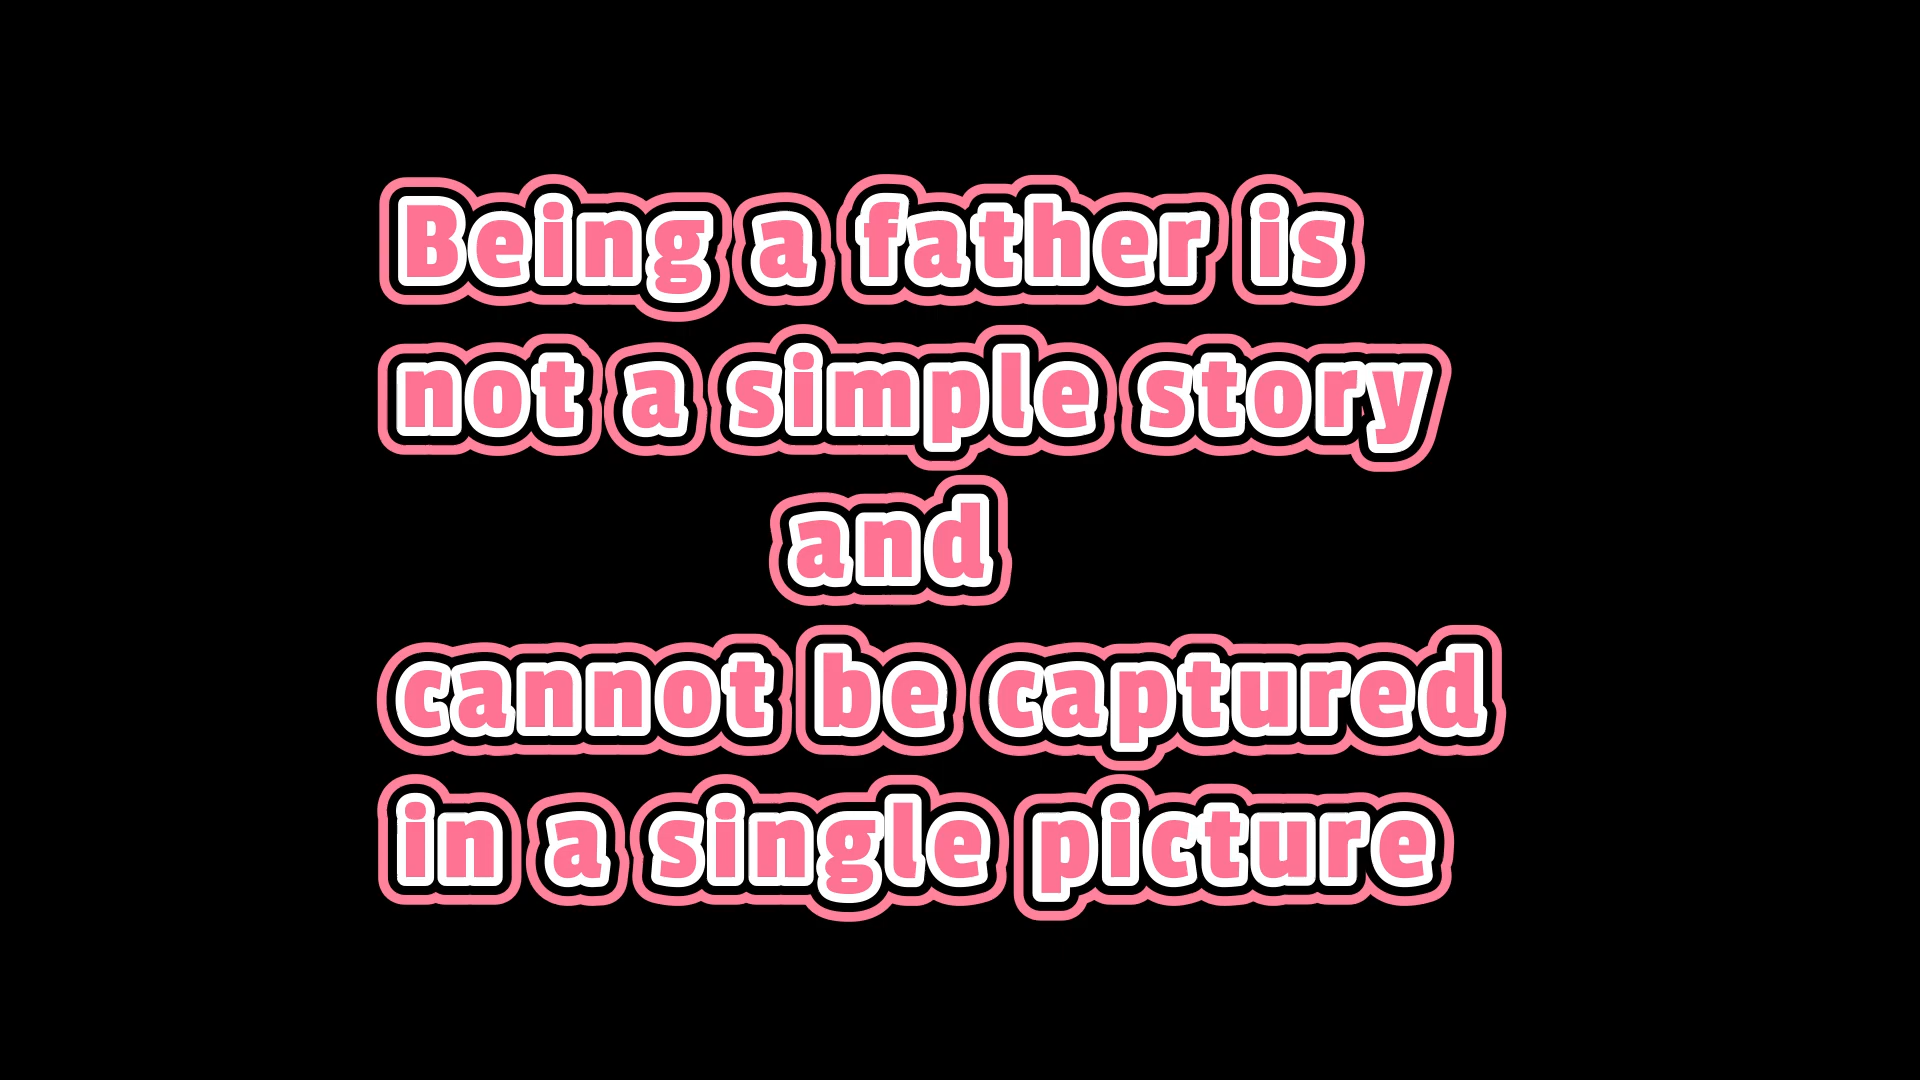 Being a father is
not a simple story
and
cannot be captured
in a single picture